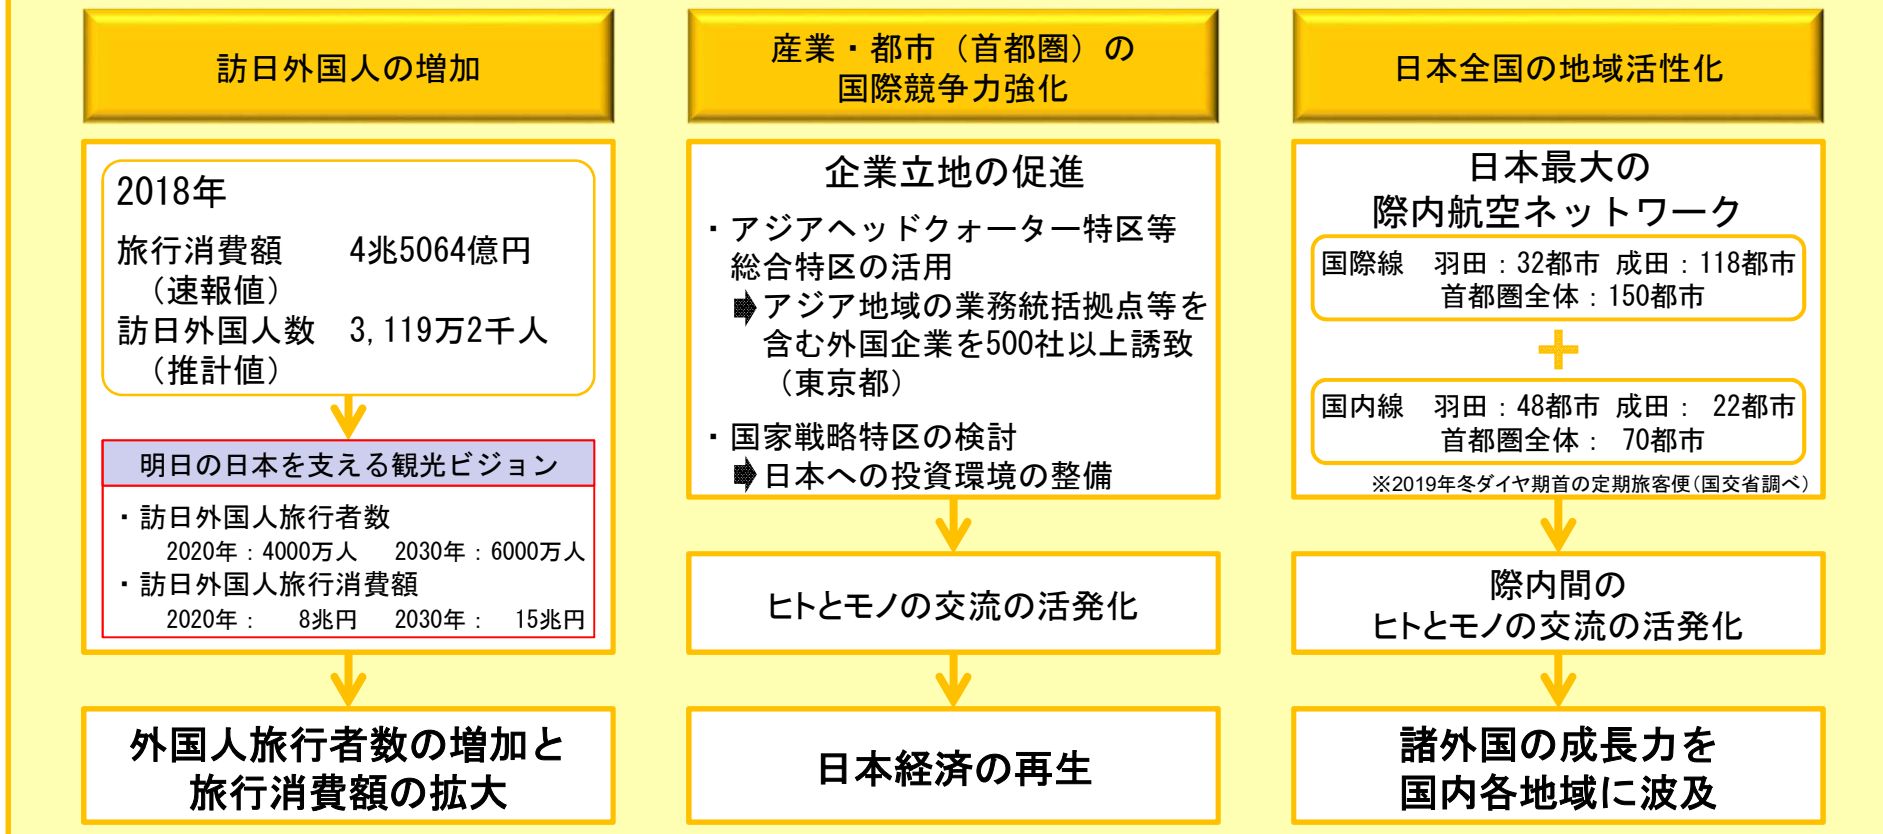 訪日外国人の増加
2018年
旅行消費額　4兆5064億円
（速報値）
訪日外国人数　3,119万2千人
（推計値）
明日の日本を支える観光ビジョン
・訪日外国人旅行者数
2020年：4000万人　2030年：6000万人
・訪日外国人旅行消費額
2020年：　8兆円　2030年：　15兆円
外国人旅行者数の増加と
旅行消費額の拡大
産業・都市（首都圏）の
国際競争力強化
企業立地の促進
・アジアヘッドクォーター特区等
総合特区の活用
アジア地域の業務統括拠点等を
含む外国企業を500社以上誘致
（東京都）
・国家戦略特区の検討
日本への投資環境の整備
ヒトとモノの交流の活発化
日本経済の再生
日本全国の地域活性化
日本最大の
際内航空ネットワーク
国際線　羽田：32都市 成田：118都市
首都圏全体：150都市
国内線　羽田：48都市 成田： 22都市
首都圏全体： 70都市
※2019年冬ダイヤ期首の定期旅客便（国交省調べ）
際内間の
ヒトとモノの交流の活発化
諸外国の成長力を
国内各地域に波及